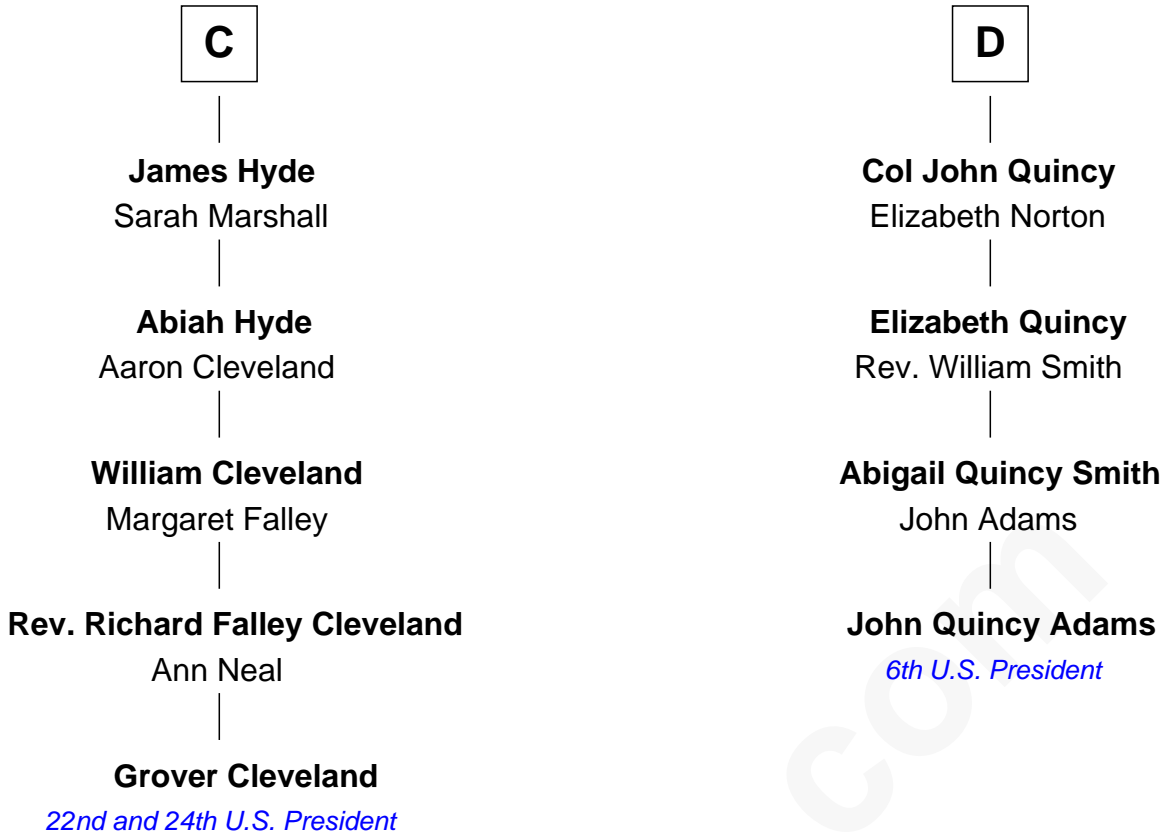 C
James Hyde
Sarah Marshall
Abiah Hyde
Aaron Cleveland
William Cleveland
Margaret Falley
Rev. Richard Falley Cleveland
Ann Neal
Grover Cleveland
22nd and 24th U.S. President
D
Col John Quincy
Elizabeth Norton
Elizabeth Quincy
Rev. William Smith
Abigail Quincy Smith
John Adams
John Quincy Adams
6th U.S. President
com